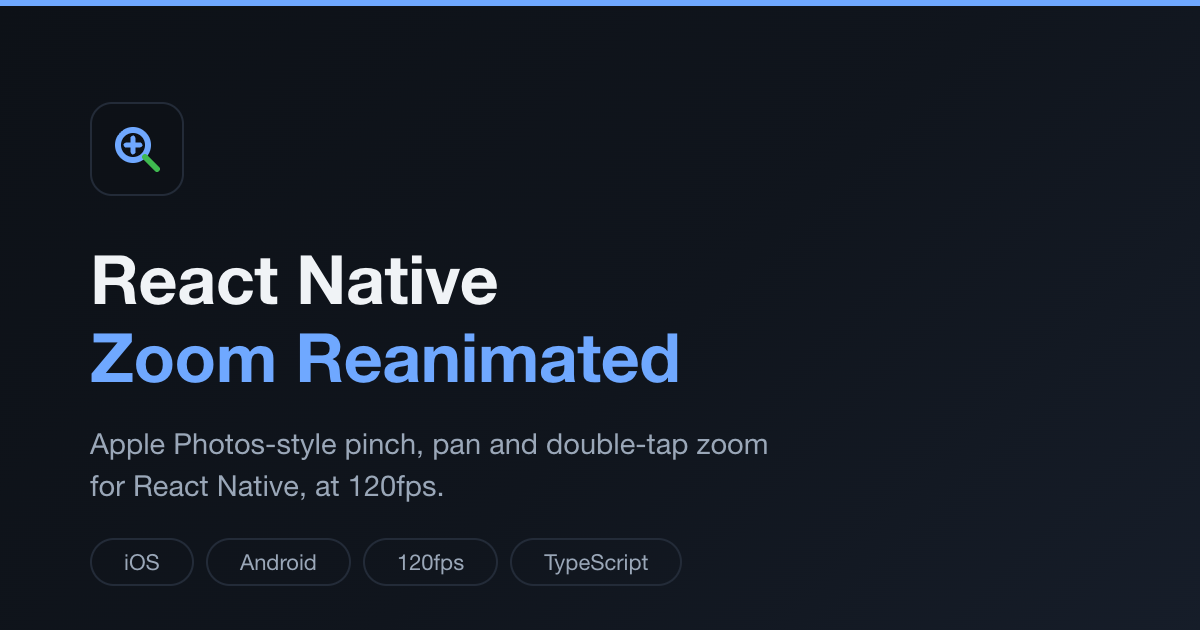 React Native
Zoom Reanimated
Apple Photos-style pinch, pan and double-tap zoom
for React Native, at 120fps.
iOS
Android
120fps
TypeScript